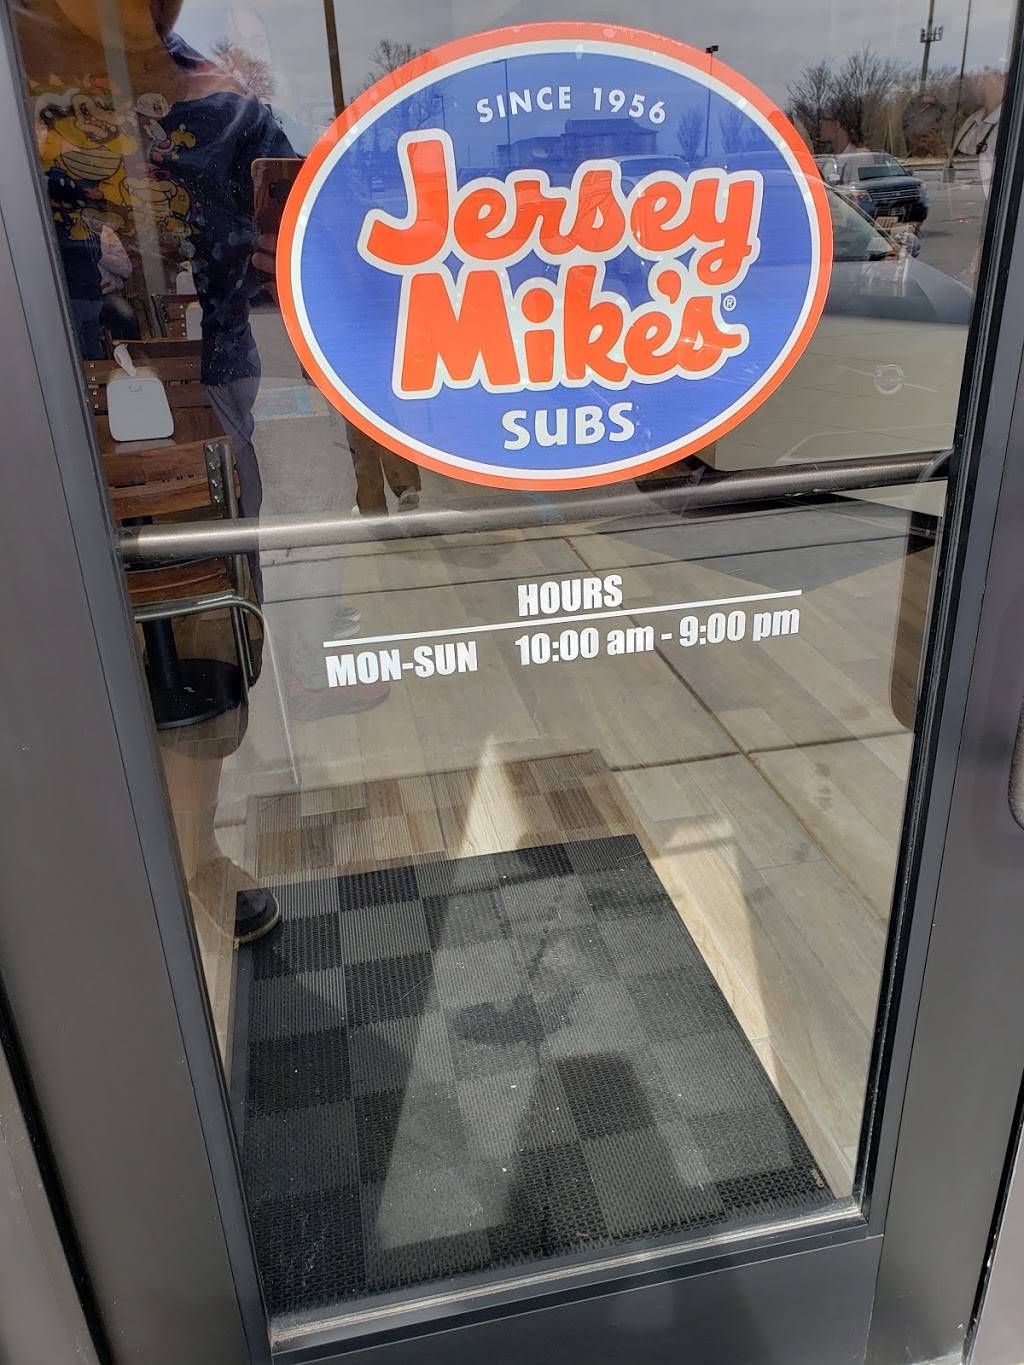 SINCE 1956
Jersey
Mike's®
SUBS
HOURS
MON-SUN 10:00 am - 9:00 pm